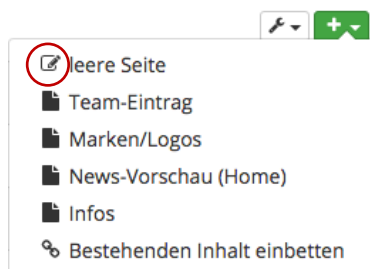 leere Seite
Team-Eintrag
Marken/Logos
News-Vorschau (Home)
Infos
Bestehenden Inhalt einbetten